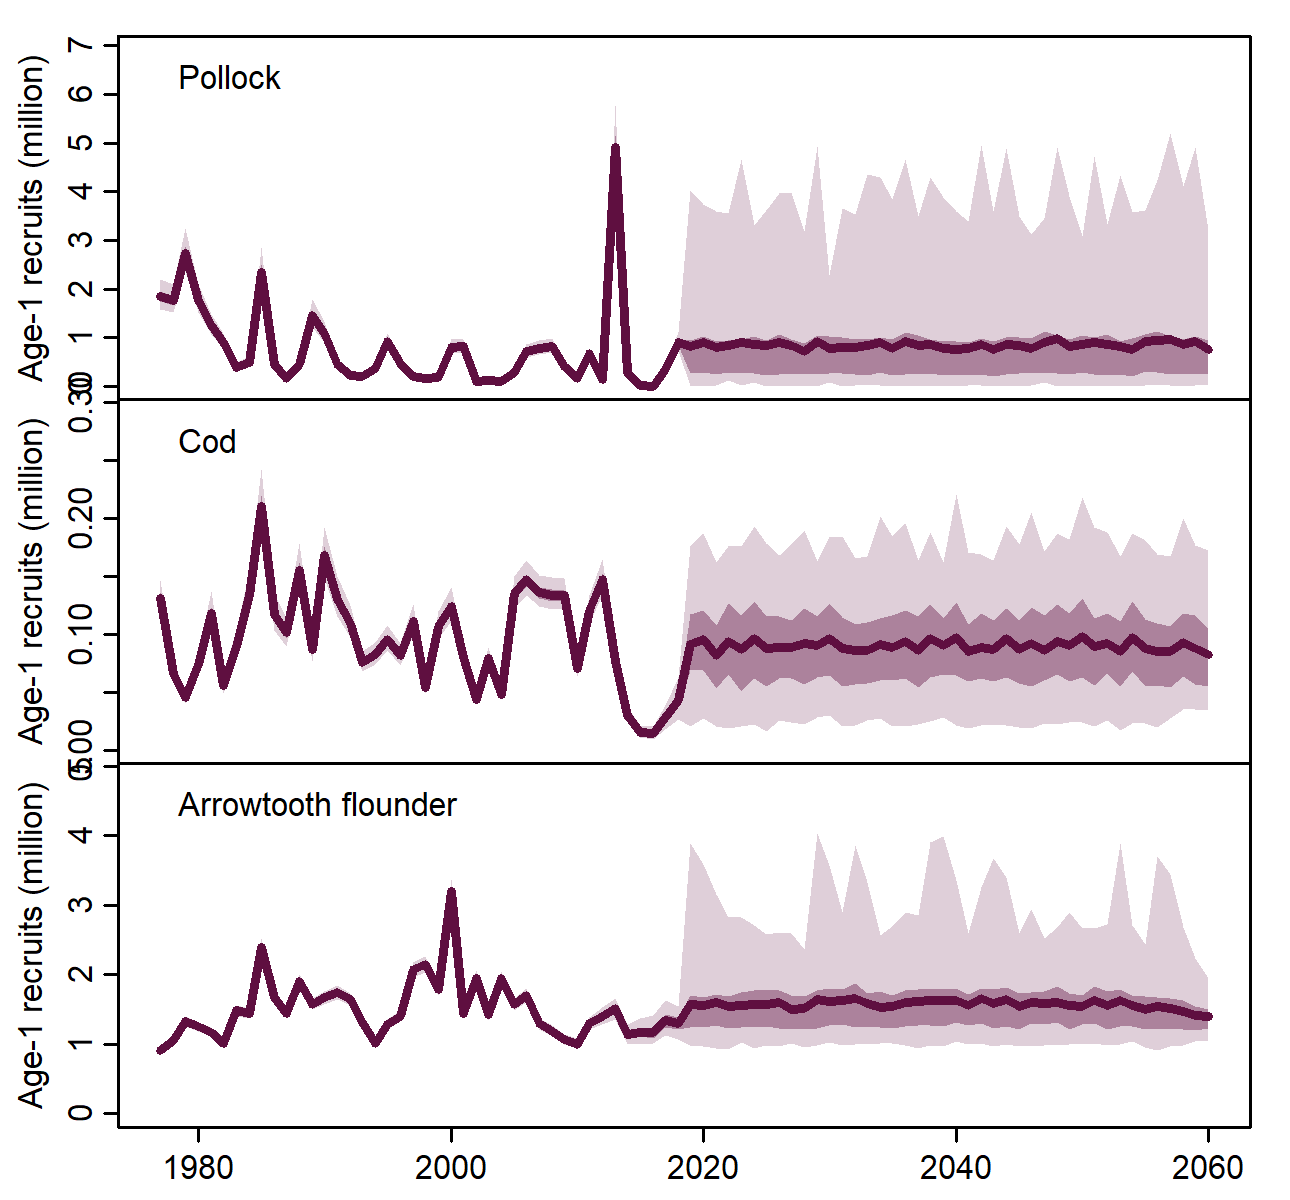 Pollock
Age-1 recruits (million)
7
6
5
4
3
2
1
0
Cod
Age-1 recruits (million)
0.30
0.20
0.10
0.00
Arrowtooth flounder
Age-1 recruits (million)
5
4
3
2
1
0
1980 2000 2020 2040 2060